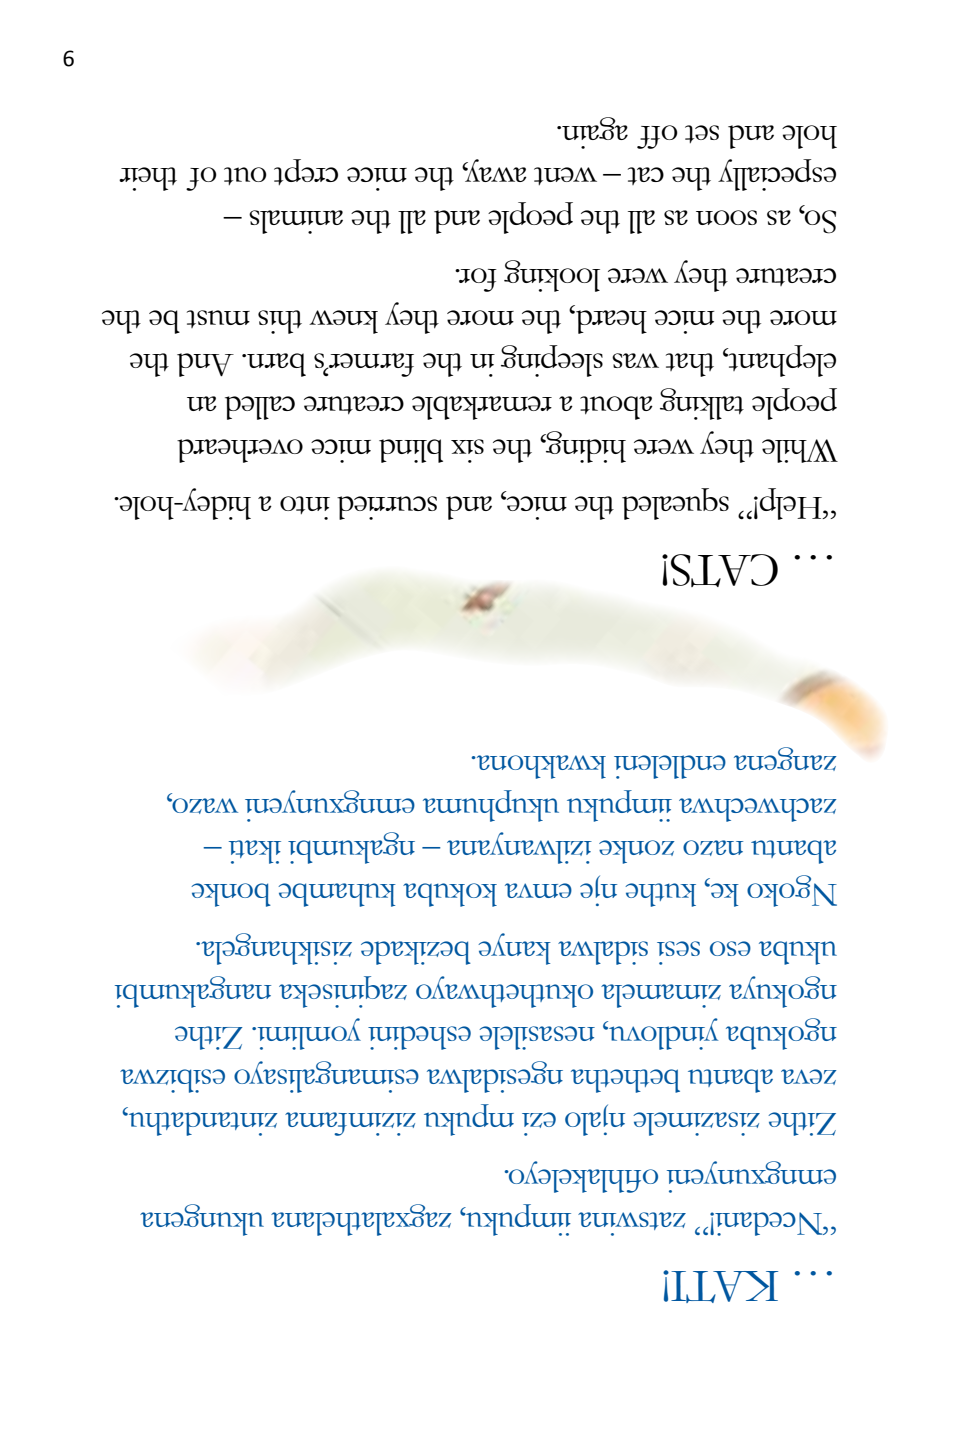 … KATI!
“Ncedani!” zatswina iimpuku, zagxalathelana ukungena
emngxunyeni ofihlakeleyo.
Zithe zisazimele njalo ezi mpuku zizimfama zintandathu,
zeva abantu bethetha ngesidalwa esimangalisayo esibizwa
ngokuba yindlovu, nesasilele eshedini yomlimi. Zithe
ngokuya zimamela okuthethwayo zaqiniseka nangakumbi
ukuba eso sesi sidalwa kanye bezikade zisikhangela.
Ngoko ke, kuthe nje emva kokuba kuhambe bonke
abantu nazo zonke izilwanyana – ngakumbi ikati –
zachwechwa iimpuku ukuphuma emngxunyeni wazo,
zangena endleleni kwakhona.
… CATS!
“Help!” squealed the mice, and scurried into a hidey-hole.
While they were hiding, the six blind mice overheard
people talking about a remarkable creature called an
elephant, that was sleeping in the farmer’s barn. And the
more the mice heard, the more they knew this must be the
creature they were looking for.
So, as soon as all the people and all the animals –
especially the cat – went away, the mice crept out of their
hole and set off again.
6